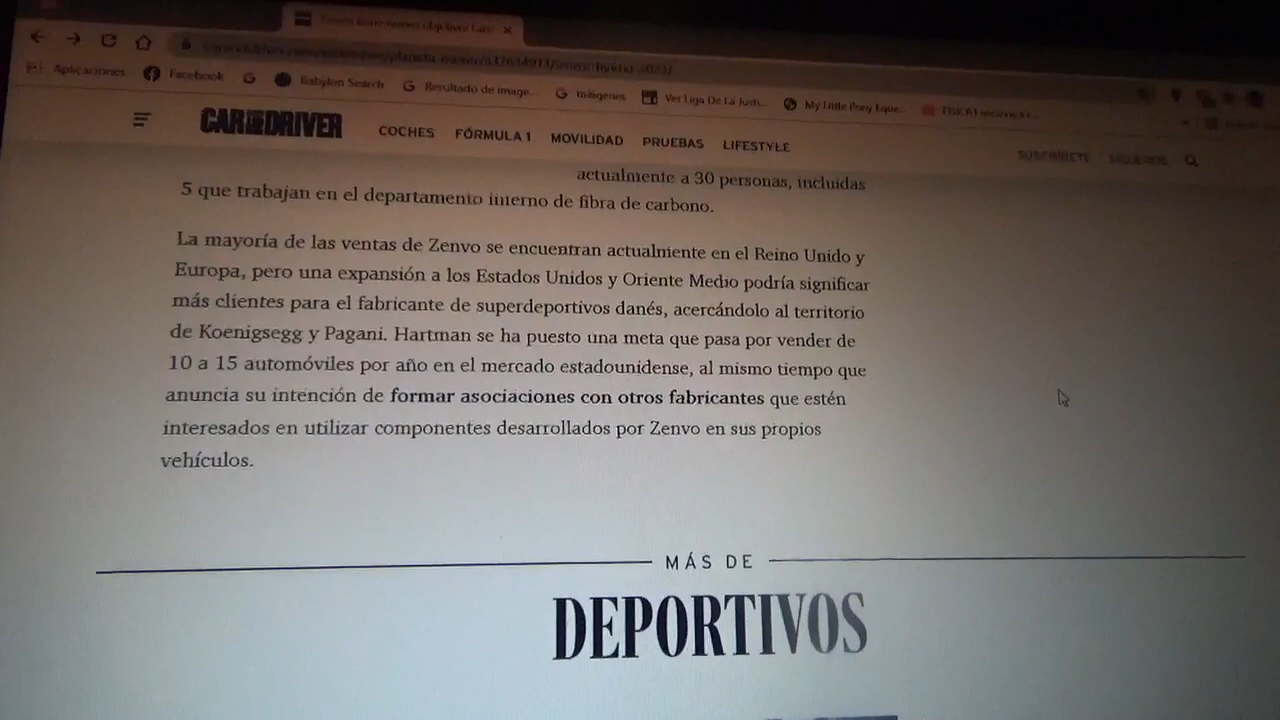 Aplicaciones Facebook Babylon Search Resultado de image... Imágenes Ver Liga De La Justi... My Little Pony Eque...
CAR AND DRIVER COCHES FÓRMULA 1 MOVILIDAD PRUEBAS LIFESTYLE SUSCRÍBETE SÍGUENOS
actualmente a 30 personas, incluidas
5 que trabajan en el departamento interno de fibra de carbono.
La mayoría de las ventas de Zenvo se encuentran actualmente en el Reino Unido y
Europa, pero una expansión a los Estados Unidos y Oriente Medio podría significar
más clientes para el fabricante de superdeportivos danés, acercándolo al territorio
de Koenigsegg y Pagani. Hartman se ha puesto una meta que pasa por vender de
10 a 15 automóviles por año en el mercado estadounidense, al mismo tiempo que
anuncia su intención de formar asociaciones con otros fabricantes que estén
interesados en utilizar componentes desarrollados por Zenvo en sus propios
vehículos.
MÁS DE
DEPORTIVOS